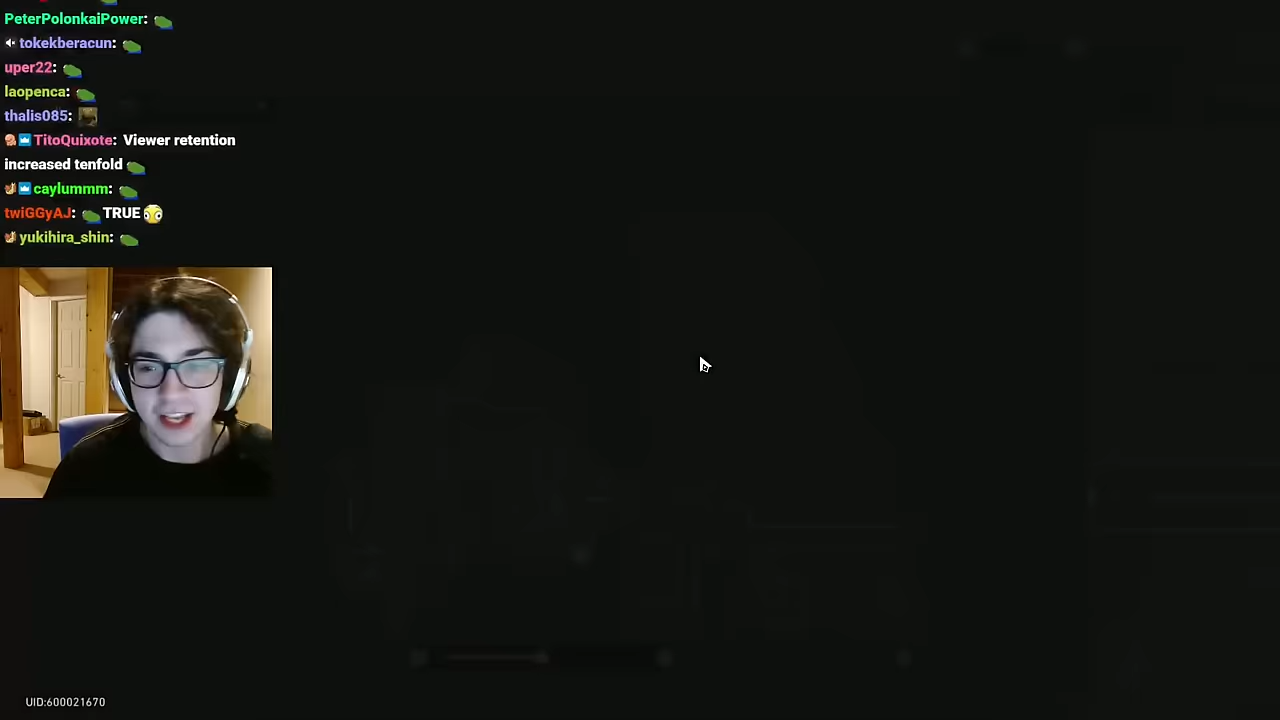 PeterPolonkaiPower:
tokekberacun:
uper22:
laopenca:
thalis085:
TitoQuixote: Viewer retention
increased tenfold
caylummm:
twiGGyAJ: TRUE
yukihira_shin:
UID:600021670